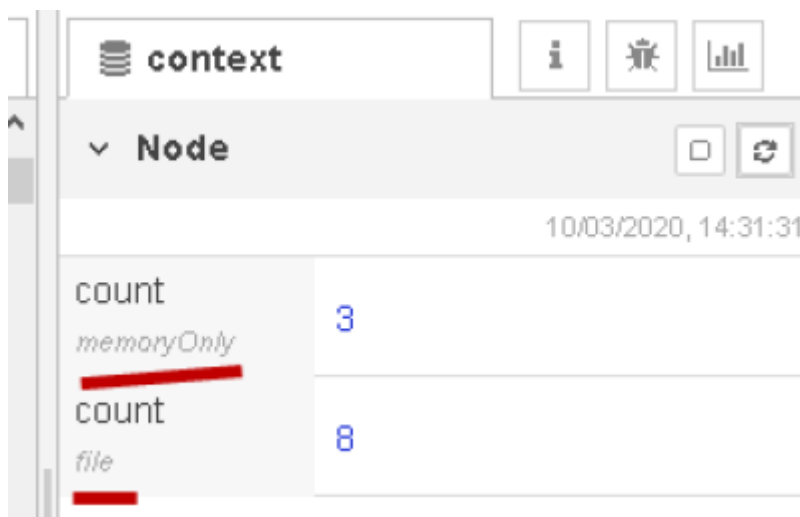 context
Node
10/03/2020, 14:31:31
count
memoryOnly
3
count
file
8